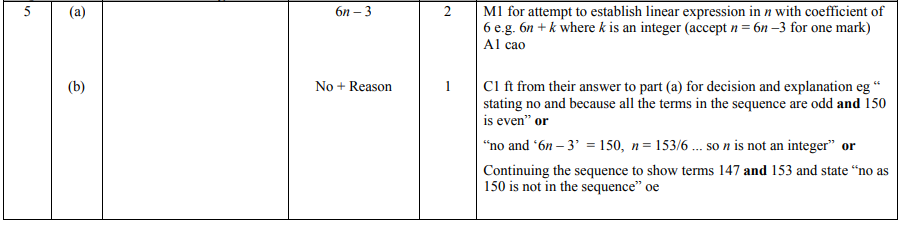 5 (a) 6n – 3 2 M1 for attempt to establish linear expression in n with coefficient of
6 e.g. 6n + k where k is an integer (accept n = 6n –3 for one mark)
A1 cao
(b) No + Reason 1 C1 ft from their answer to part (a) for decision and explanation eg “
stating no and because all the terms in the sequence are odd and 150
is even” or
“no and ‘6n – 3’ = 150, n = 153/6 ... so n is not an integer” or
Continuing the sequence to show terms 147 and 153 and state “no as
150 is not in the sequence” oe